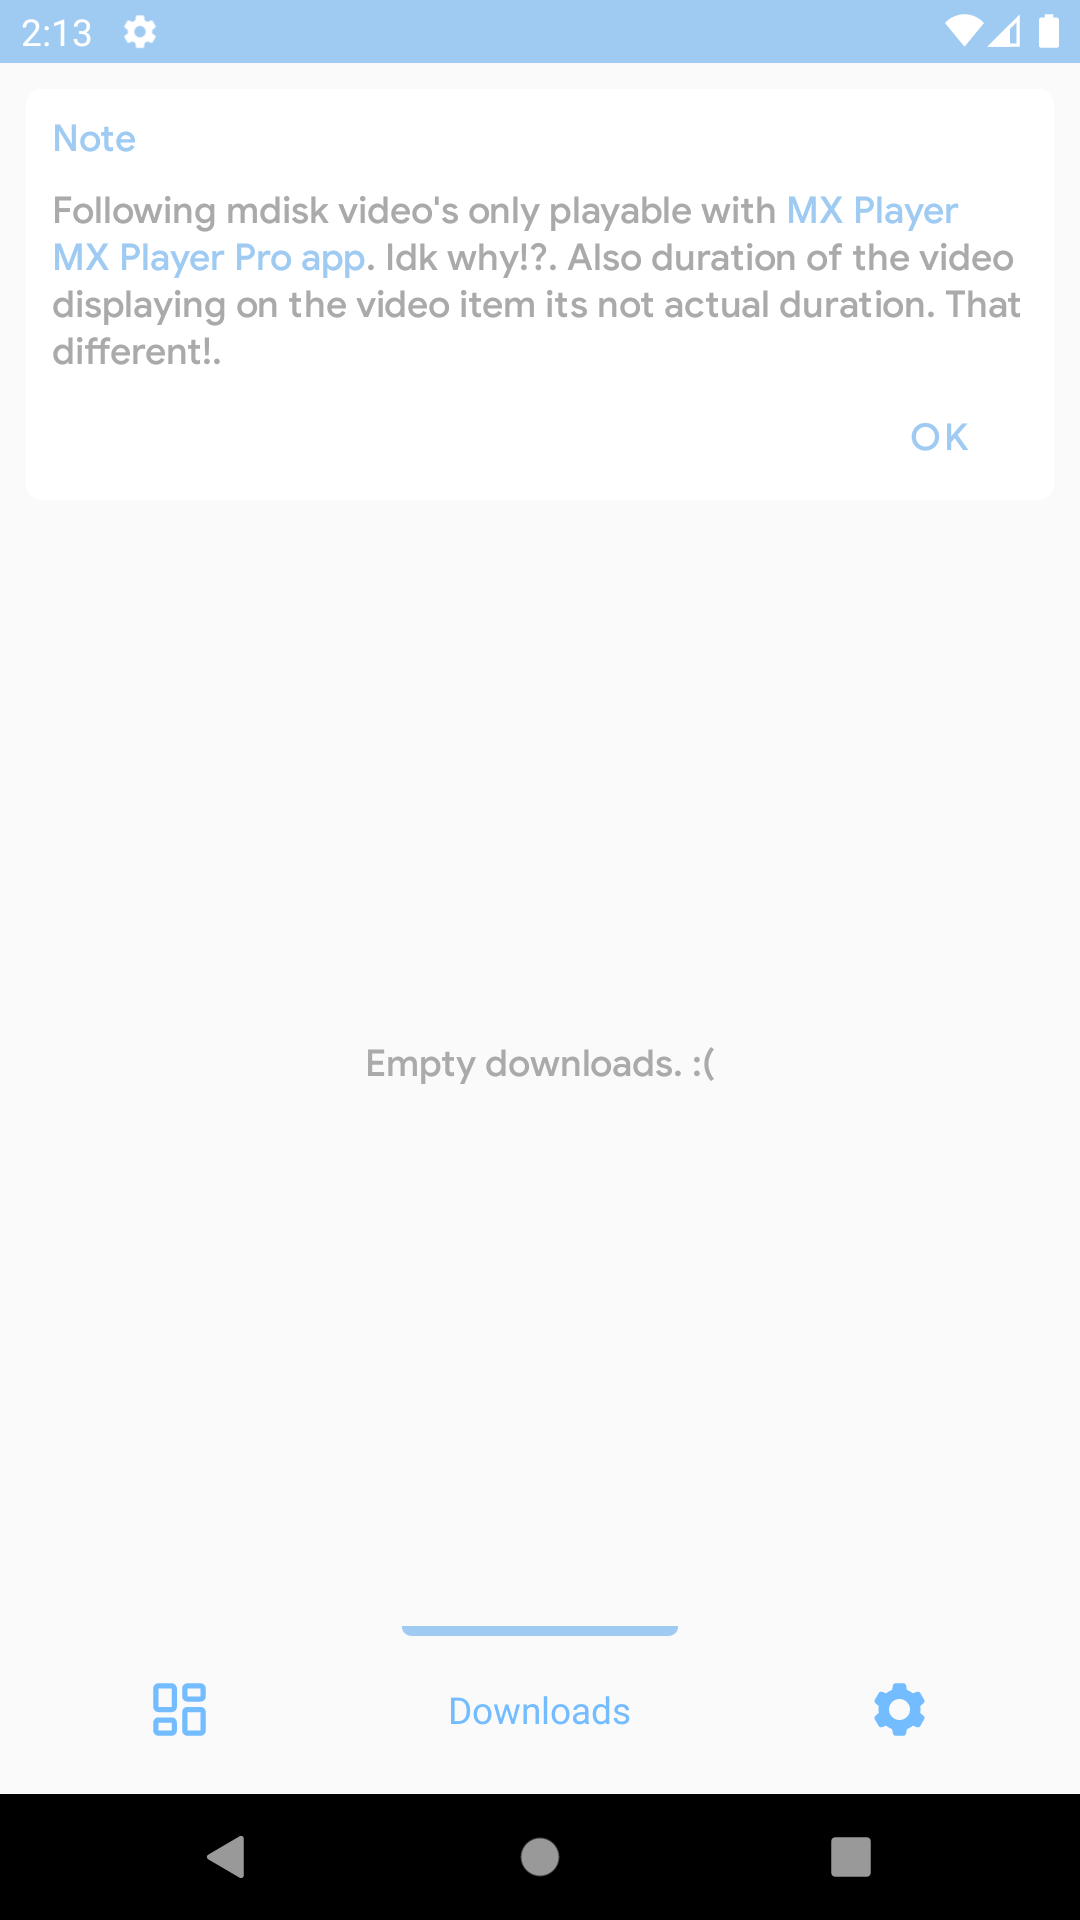 2:13
Note
Following mdisk video's only playable with MX Player
MX Player Pro app. Idk why!?. Also duration of the video
displaying on the video item its not actual duration. That
different!.
OK
Empty downloads. :(
Downloads